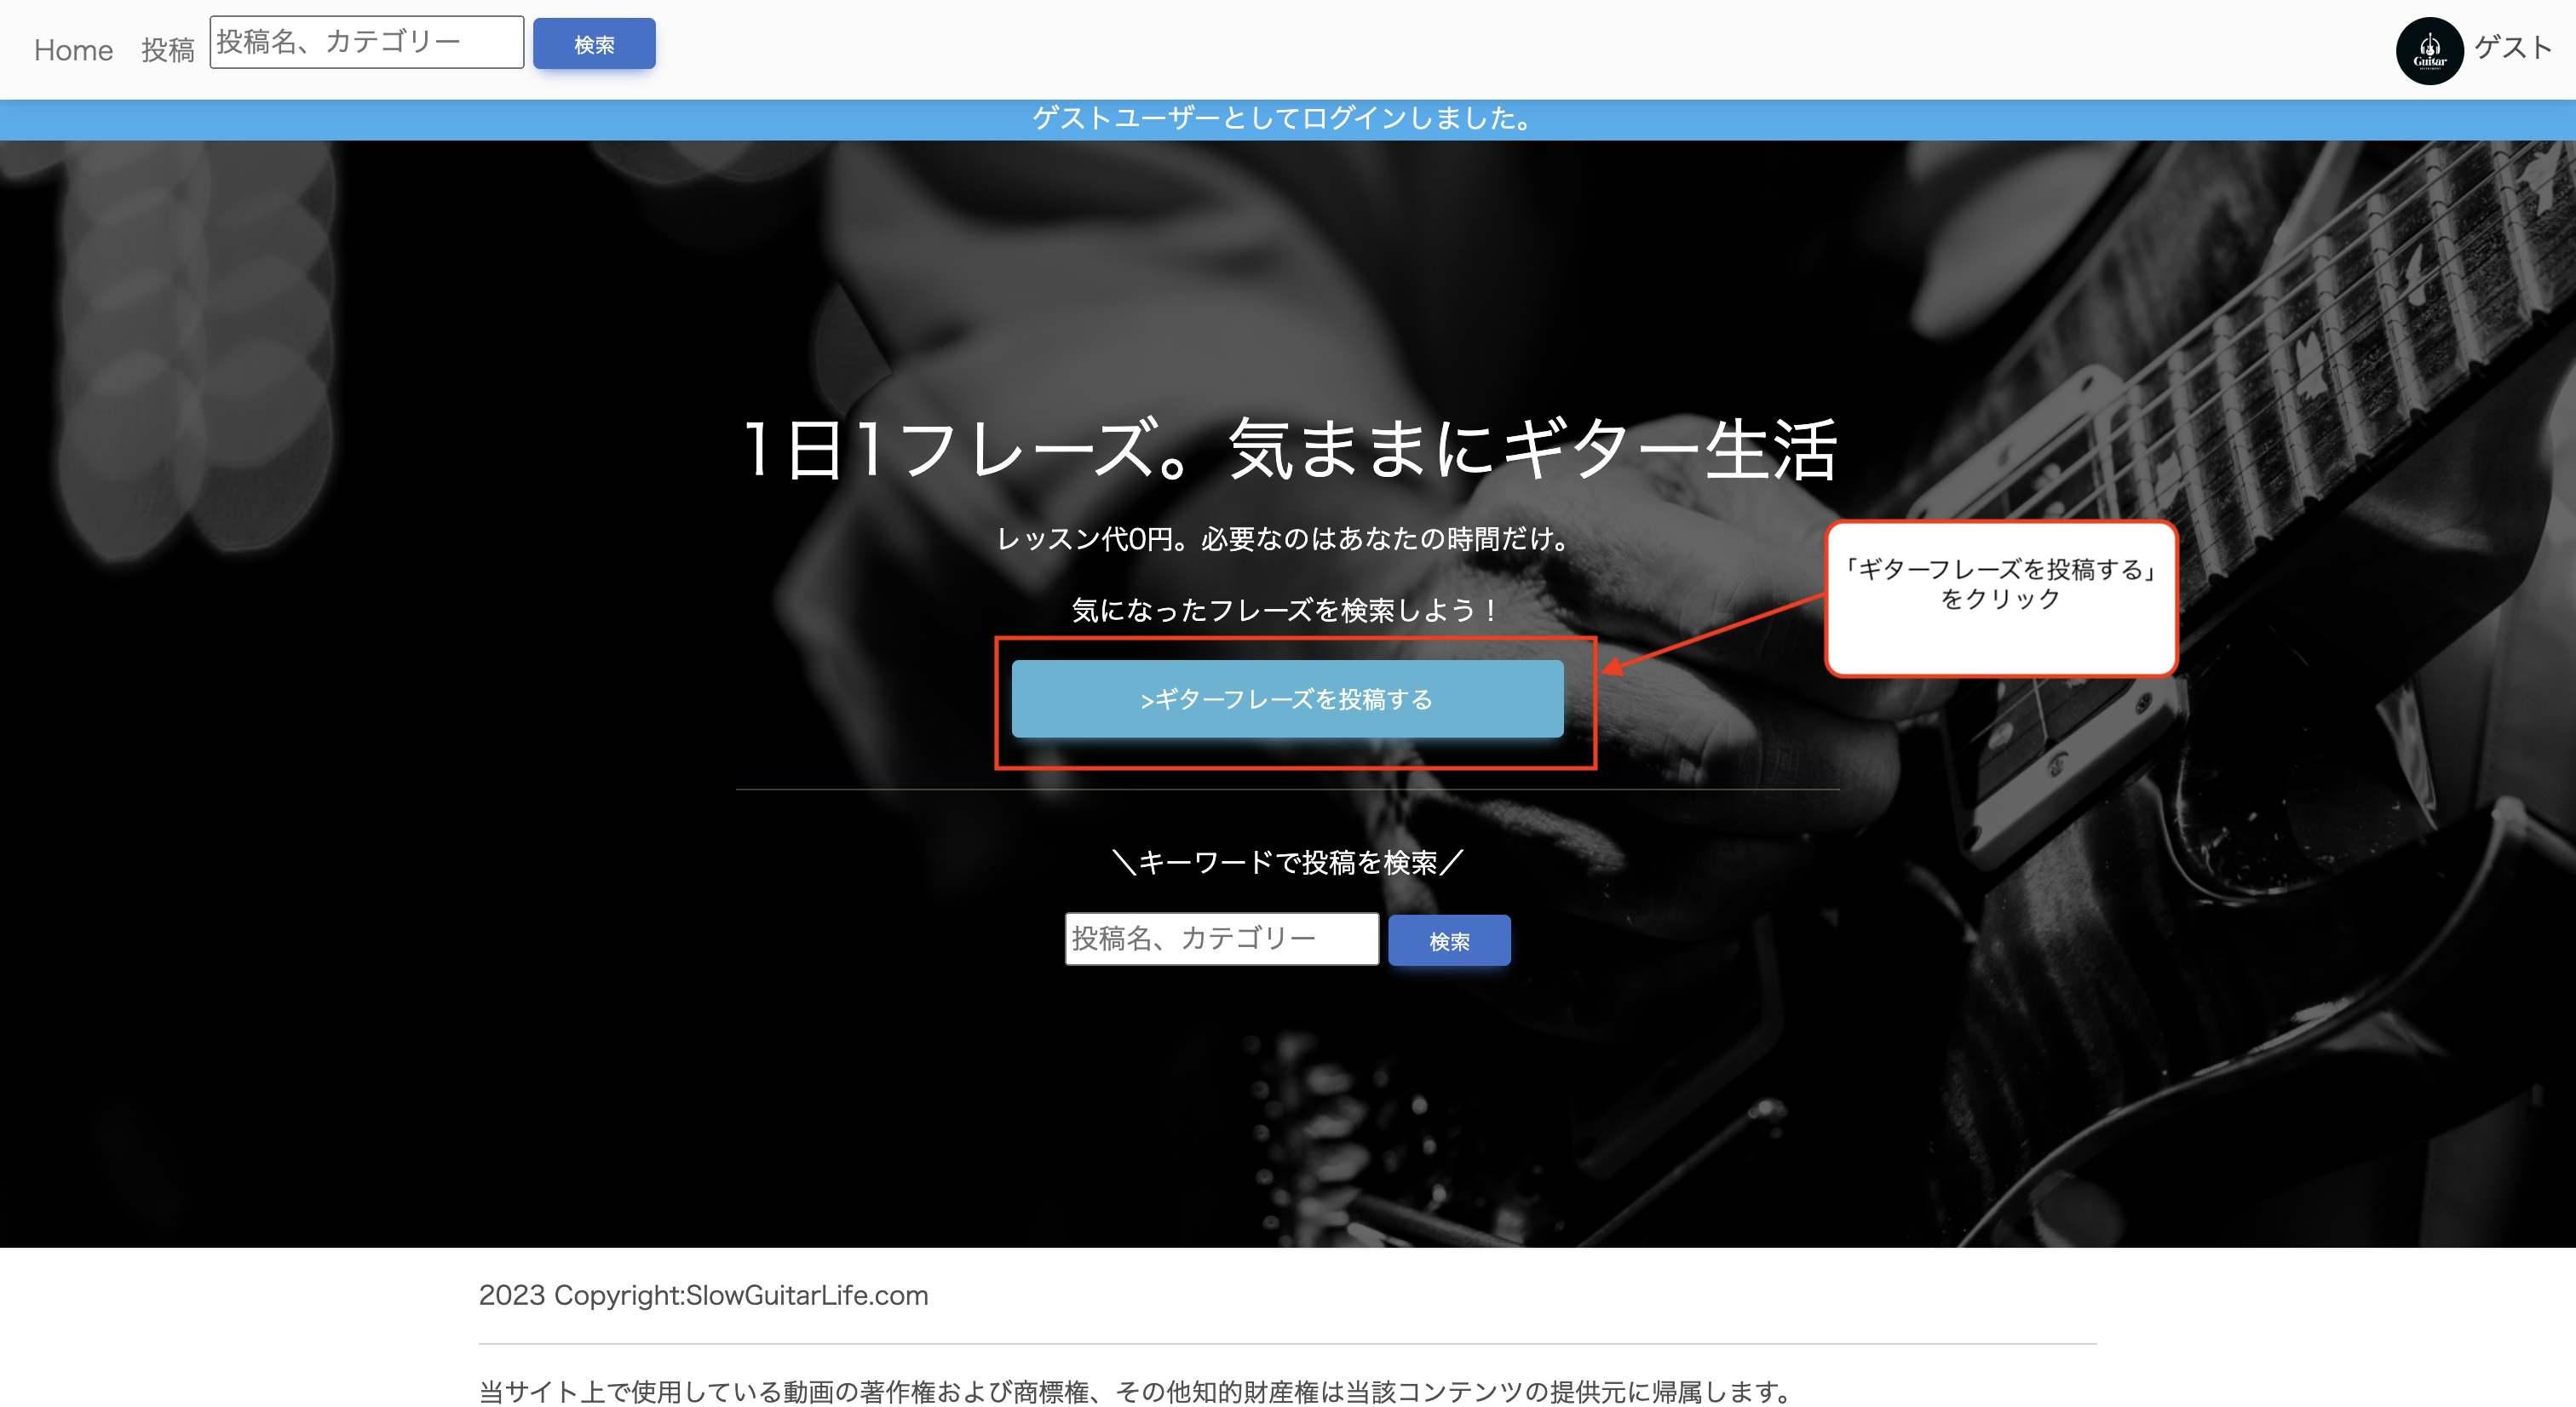 Home 投稿 投稿名、カテゴリー 検索 Guitar ゲスト
ゲストユーザーとしてログインしました。
1日1フレーズ。気ままにギター生活
レッスン代0円。必要なのはあなたの時間だけ。
気になったフレーズを検索しよう！
「ギターフレーズを投稿する」
をクリック
>ギターフレーズを投稿する
＼キーワードで投稿を検索／
投稿名、カテゴリー 検索
2023 Copyright:SlowGuitarLife.com
当サイト上で使用している動画の著作権および商標権、その他知的財産権は当該コンテンツの提供元に帰属します。